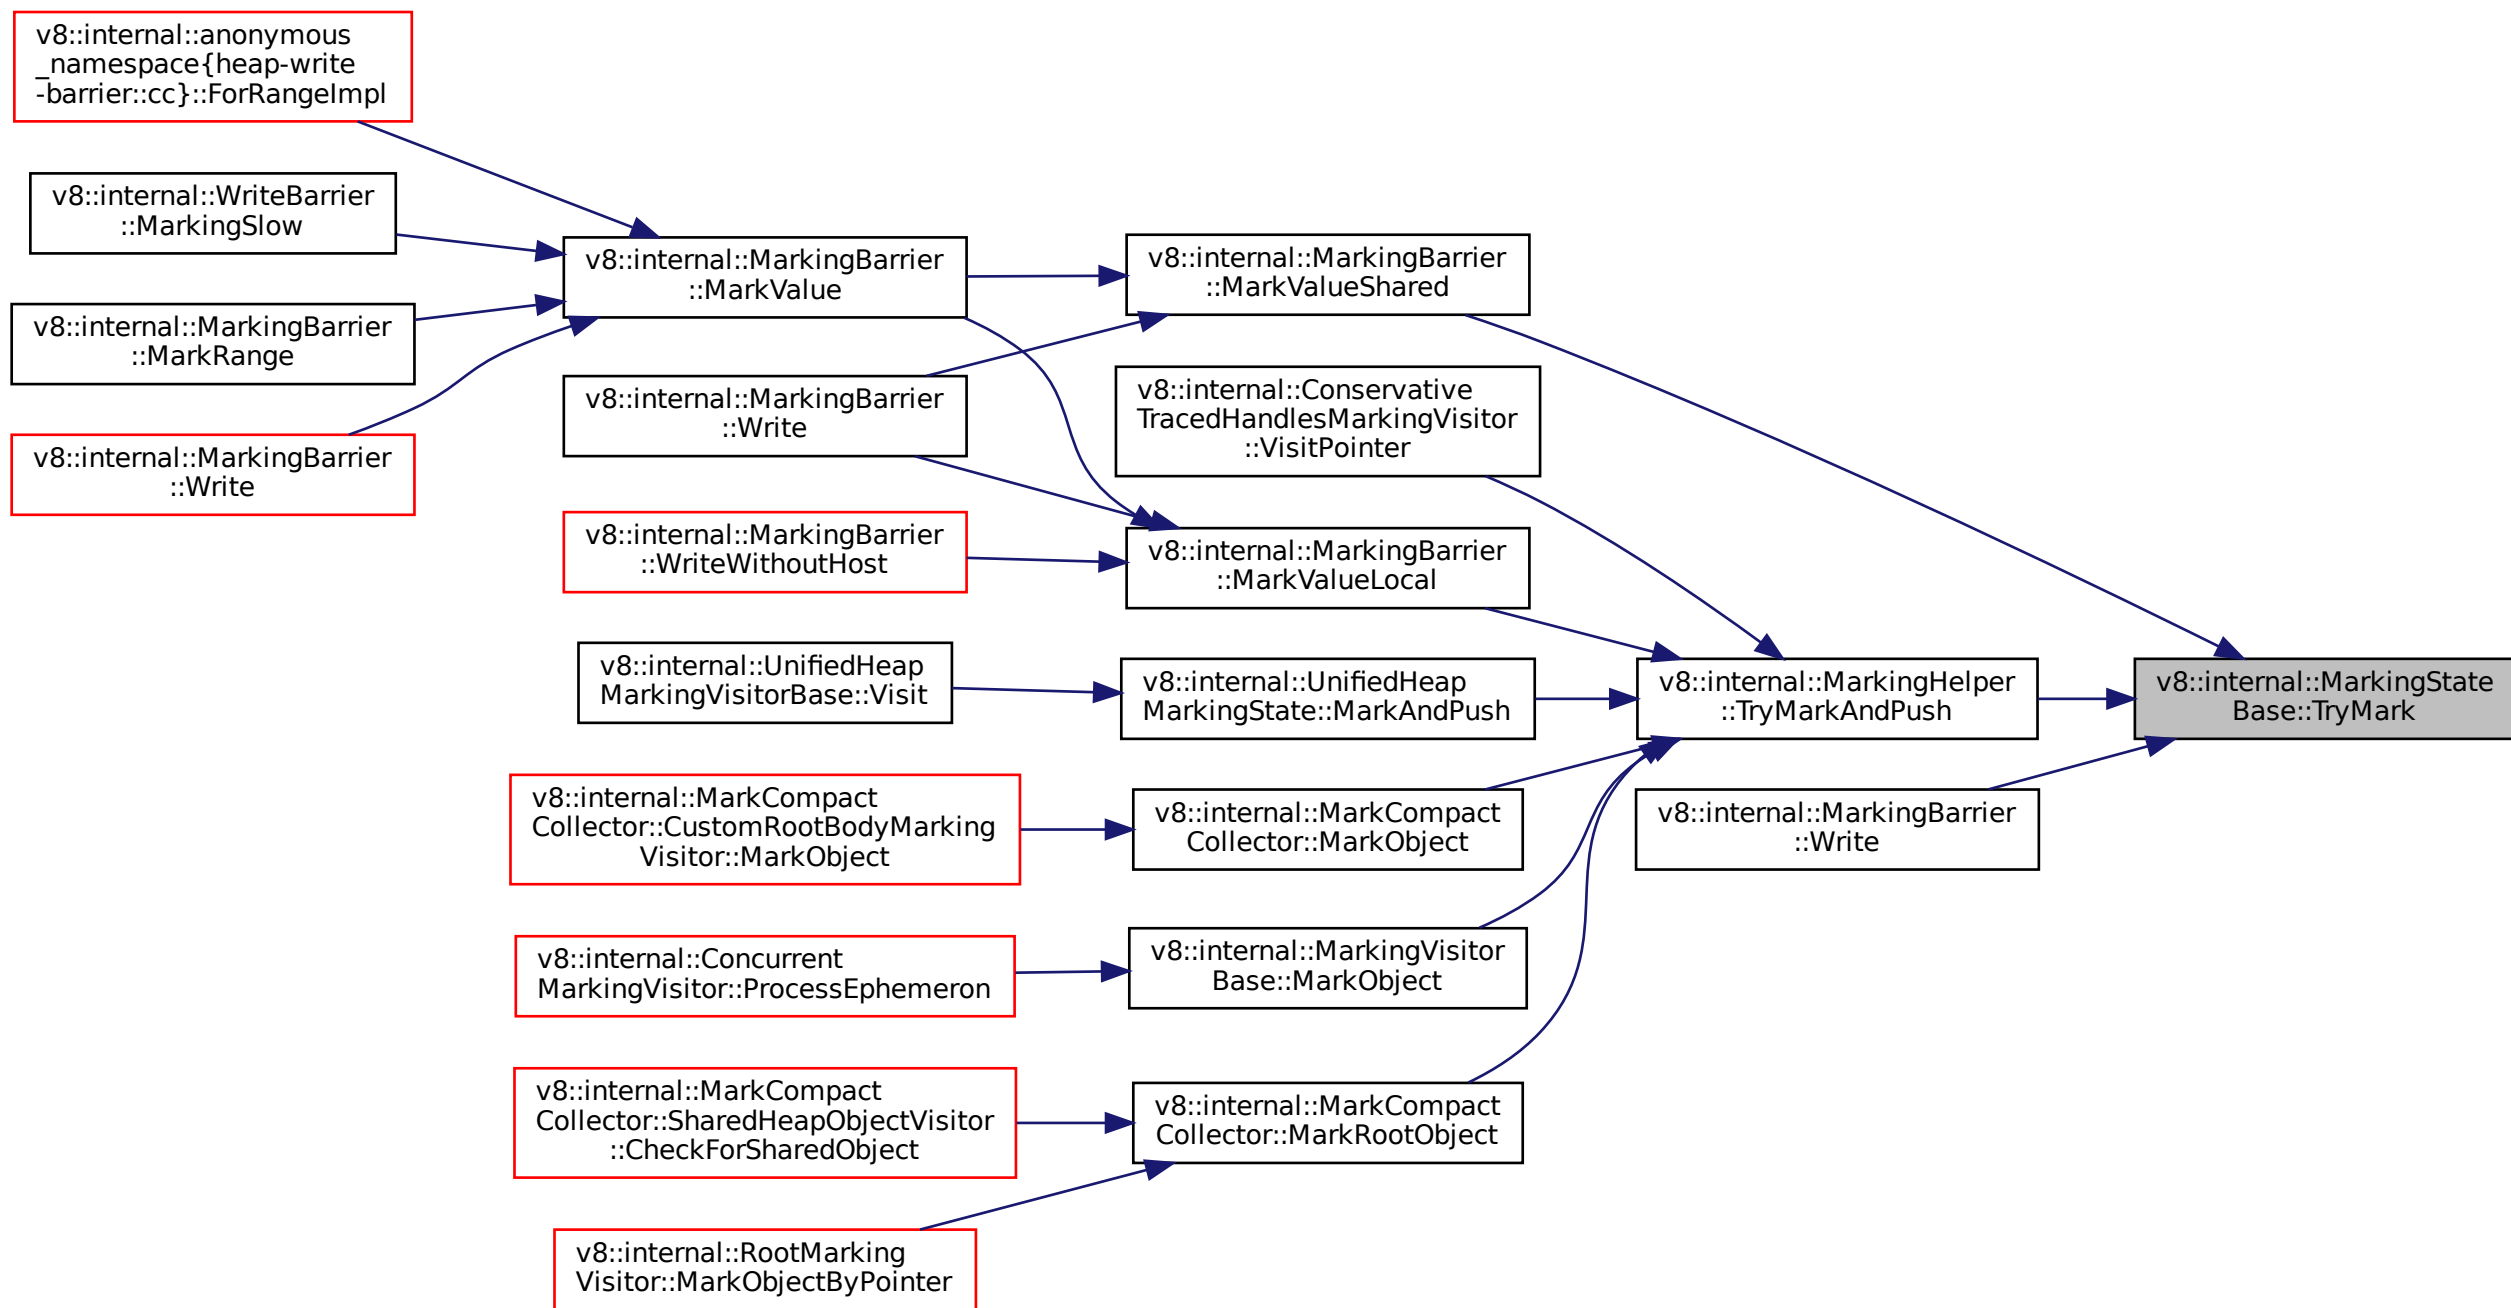 v8::internal::anonymous
_namespace{heap-write
-barrier::cc}::ForRangeImpl
v8::internal::WriteBarrier
::MarkingSlow
v8::internal::MarkingBarrier
::MarkRange
v8::internal::MarkingBarrier
::Write
v8::internal::MarkingBarrier
::MarkValue
v8::internal::MarkingBarrier
::Write
v8::internal::MarkingBarrier
::WriteWithoutHost
v8::internal::UnifiedHeap
MarkingVisitorBase::Visit
v8::internal::MarkCompact
Collector::CustomRootBodyMarking
Visitor::MarkObject
v8::internal::Concurrent
MarkingVisitor::ProcessEphemeron
v8::internal::MarkCompact
Collector::SharedHeapObjectVisitor
::CheckForSharedObject
v8::internal::RootMarking
Visitor::MarkObjectByPointer
v8::internal::MarkingBarrier
::MarkValueShared
v8::internal::Conservative
TracedHandlesMarkingVisitor
::VisitPointer
v8::internal::MarkingBarrier
::MarkValueLocal
v8::internal::UnifiedHeap
MarkingState::MarkAndPush
v8::internal::MarkCompact
Collector::MarkObject
v8::internal::MarkingVisitor
Base::MarkObject
v8::internal::MarkCompact
Collector::MarkRootObject
v8::internal::MarkingHelper
::TryMarkAndPush
v8::internal::MarkingBarrier
::Write
v8::internal::MarkingState
Base::TryMark